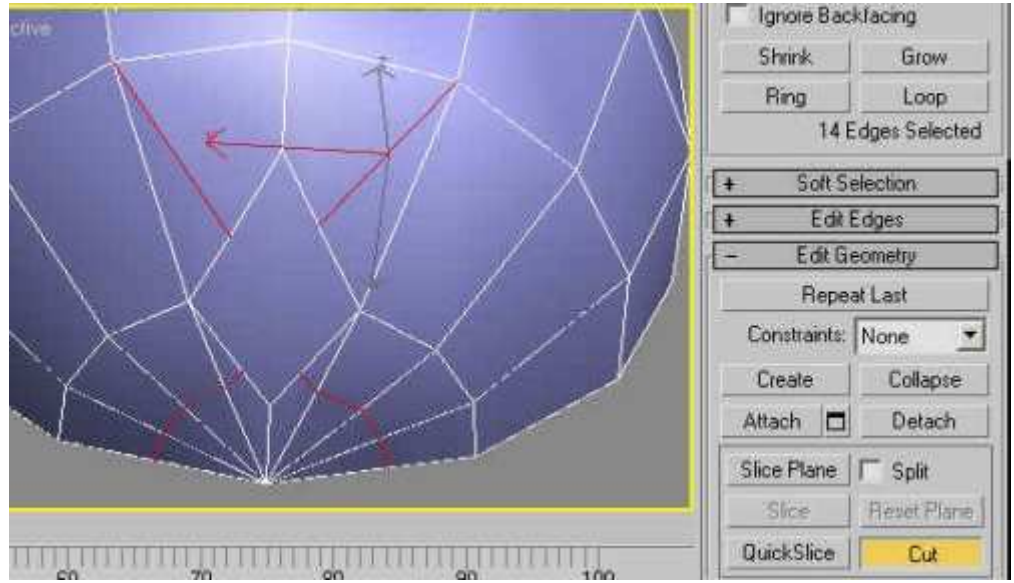 ctive
Ignore Backfacing
Shrink Grow
Ring Loop
14 Edges Selected
+ Soft Selection
+ Edit Edges
- Edit Geometry
Repeat Last
Constraints: None
Create Collapse
Attach Detach
Slice Plane Split
Slice Reset Plane
QuickSlice Cut
60 70 80 90 100